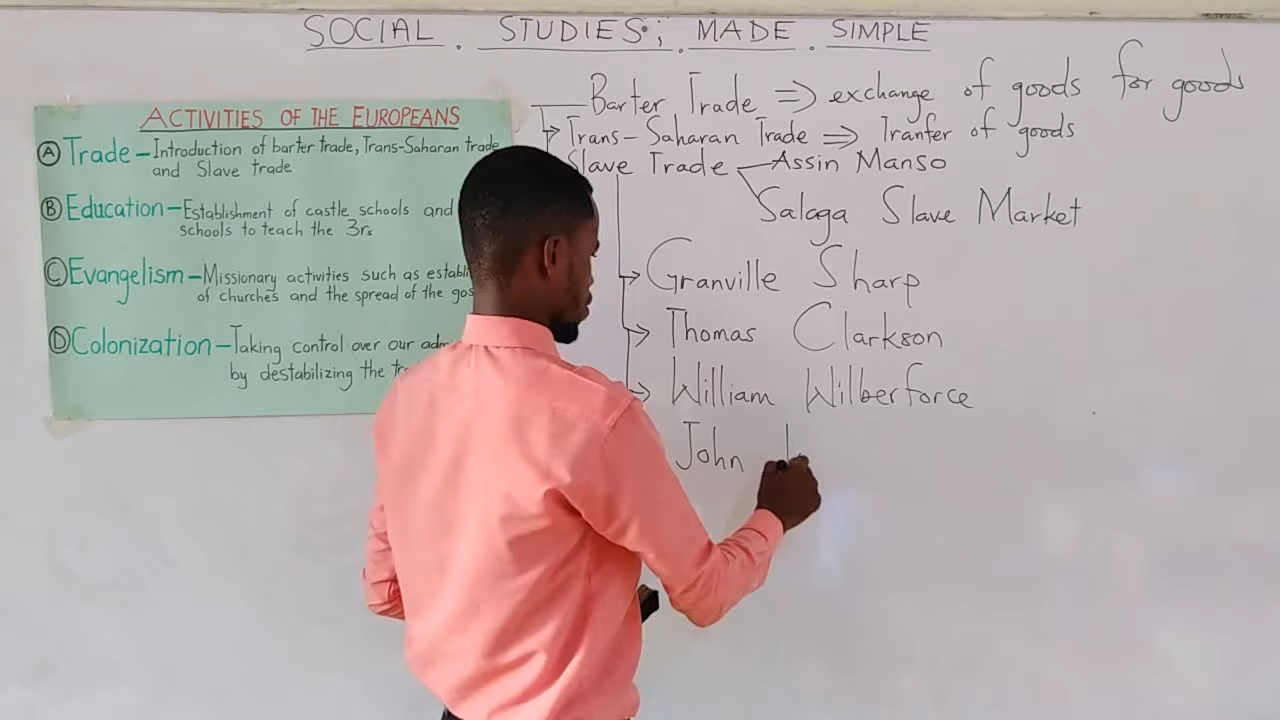 SOCIAL . STUDIES; . MADE . SIMPLE
ACTIVITIES OF THE EUROPEANS
Ⓐ Trade – Introduction of barter trade, Trans-Saharan trade
and Slave trade
Ⓑ Education – Establishment of castle schools and
schools to teach the 3rs
Ⓒ Evangelism – Missionary activities such as
of churches and the spread of the
Ⓓ Colonization – Taking control over our
by destabilizing the
Barter Trade ⇒ exchange of goods for goods
Trans-Saharan Trade ⇒ Tranfer of goods
Trade Assin Manso
Salaga Slave Market
Granville Sharp
Thomas Clarkson
William Wilberforce
John